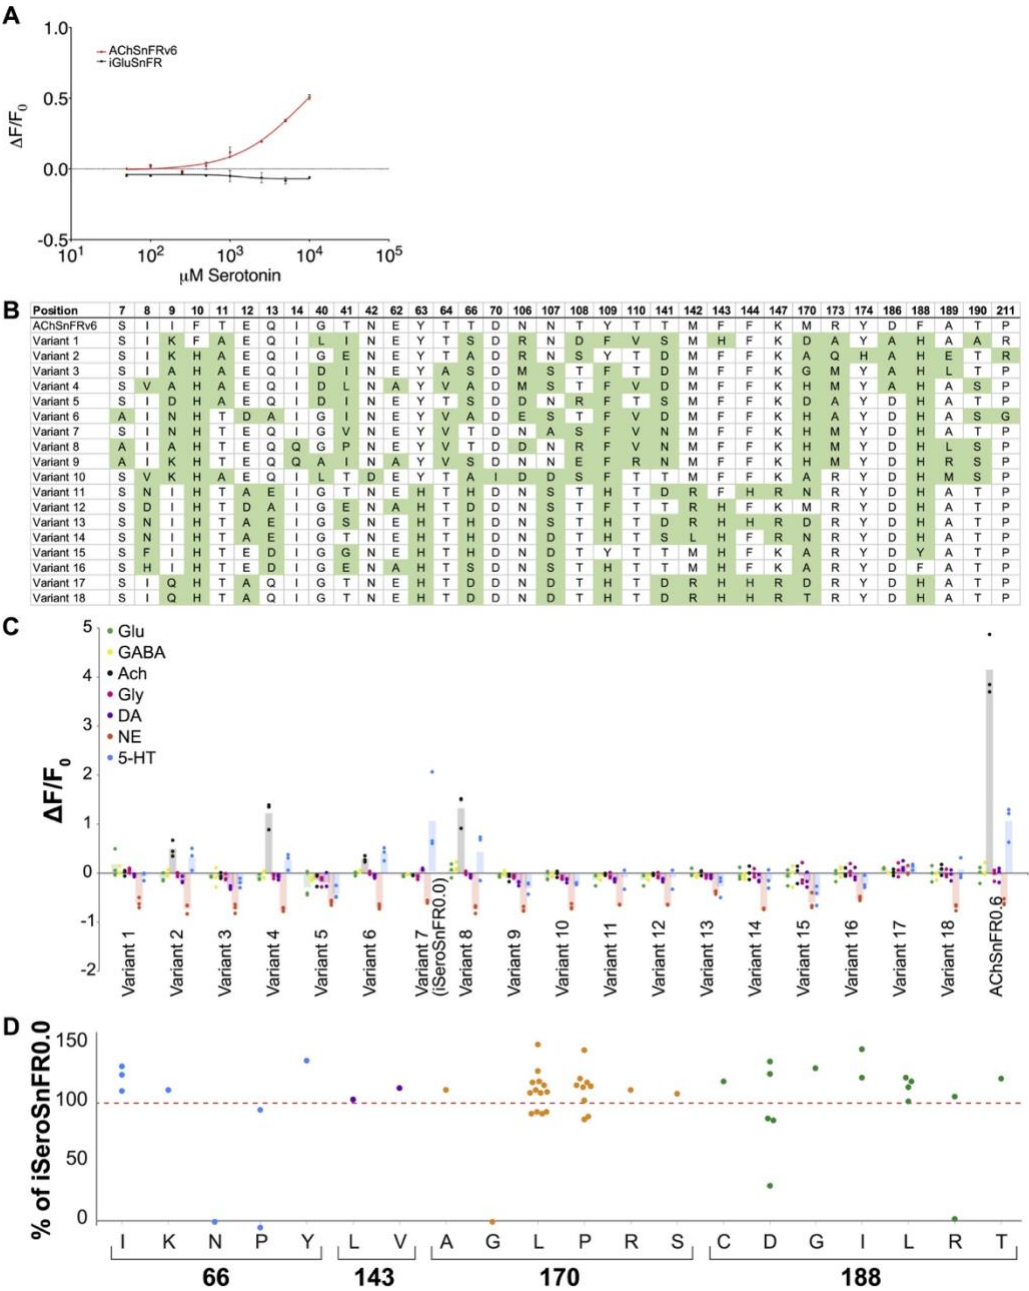 A
1.0
AChSnFRv6
iGluSnFR
0.5
0.0
-0.5
ΔF/F0
10¹ 10² 10³ 10⁴ 10⁵
µM Serotonin
B
Position 7 8 9 10 11 12 13 14 40 41 42 62 63 64 66 70 106 107 108 109 110 141 142 143 144 147 170 173 174 186 188 189 190 211
AChSnFRv6 S I I F T E Q I G T N E Y T T D N N T Y T T M F F K M R Y D F A T P
Variant 1 S I K F A E Q I L I N E Y T S D R N D F V S M H F K D A Y A H A A R
Variant 2 S I K H A E Q I G E N E Y T A D R N S Y T D M F F K A Q H A H E T R
Variant 3 S I A H A E Q I D I N E Y A S D M S T F T D M F F K G M Y A H L T P
Variant 4 S V A H A E Q I D L N A Y V A D M S T F V D M F F K H M Y A H A S P
Variant 5 S I D H A E Q I D I N E Y T S D D N R F T S M F F K D A Y D H A T P
Variant 6 A I N H T D A I G I N E Y V A D E S T F V D M F F K H A Y D H A S G
Variant 7 S I N H T E Q I G V N E Y V T D N A S F V N M F F K H M Y D H A T P
Variant 8 A I A H T E Q Q G P N E Y V T D D N R F V N M F F K H M Y D H L S P
Variant 9 A I K H T E Q Q A I N A Y V S D N N E F R N M F F K H M Y D H R S P
Variant 10 S V K H A E Q I L T D E Y T A I D D S F T T M F F K A R Y D H M S P
Variant 11 S N I H T A E I G T N E H T H D N S T H T D R F H R N R Y D H A T P
Variant 12 S D I H T D A I G E N A H T D D N S T F T T R H F K M R Y D H A T P
Variant 13 S N I H T A E I G S N E H T H D N S T H T D R H H R D R Y D H A T P
Variant 14 S N I H T A E I G T N E H T H D N D T H T S L H F R N R Y D H A T P
Variant 15 S F I H T E D I G G N E H T H D N D T Y T T M H F K A R Y D Y A T P
Variant 16 S H I H T E D I G E N A H T S D N S T H T T M H F K A R Y D F A T P
Variant 17 S I Q H T A Q I G T N E H T D D N D T H T D R H H R D R Y D H A T P
Variant 18 S I Q H T A Q I G T N E H T D D N D T H T D R H H R T R Y D H A T P
C
5
4
3
2
1
0
-1
-2
ΔF/F0
Glu
GABA
Ach
Gly
DA
NE
5-HT
Variant 1
Variant 2
Variant 3
Variant 4
Variant 5
Variant 6
Variant 7
(iSeroSnFR0.0)
Variant 8
Variant 9
Variant 10
Variant 11
Variant 12
Variant 13
Variant 14
Variant 15
Variant 16
Variant 17
Variant 18
AChSnFR0.6
D
% of iSeroSnFR0.0
150
100
50
0
I K N P Y L V A G L P R S C D G I L R T
66 143 170 188